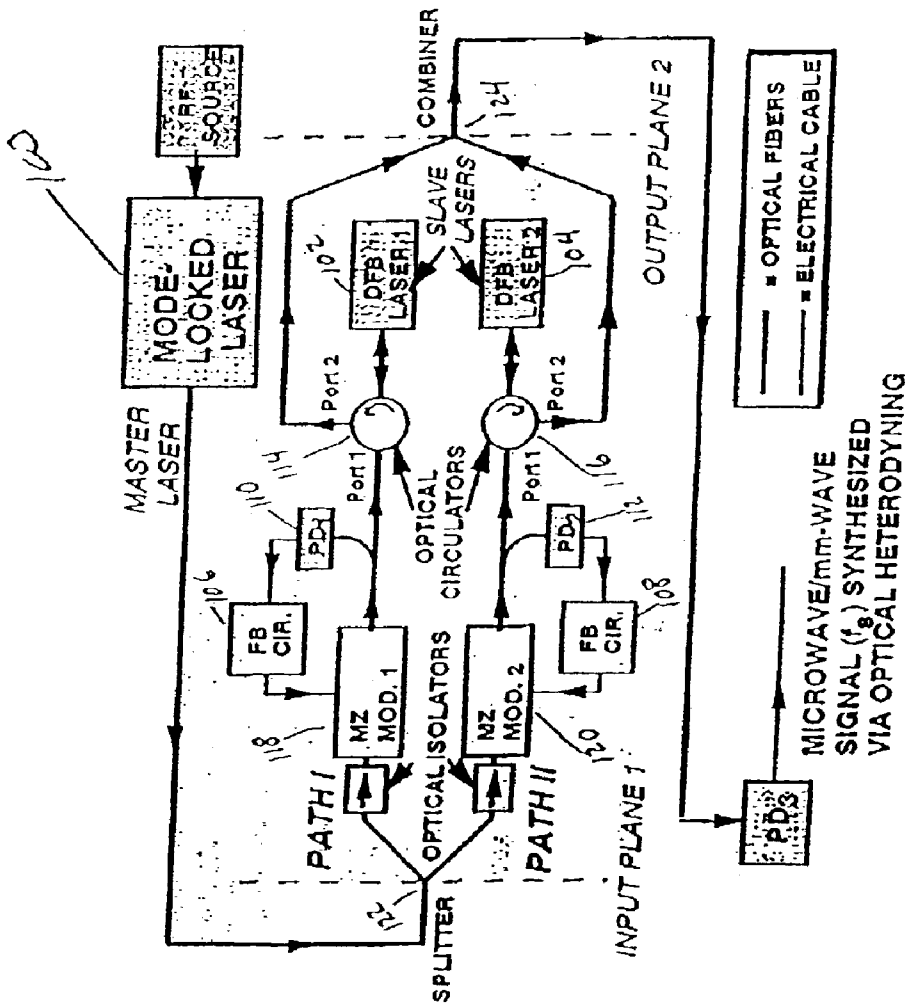 100
MODE-
LOCKED
LASER
RF
SOURCE
MASTER
LASER
106
FB
CIR.
110
PD1
114
Port 1
Port 2
102
DFB
LASER 1
SLAVE
LASERS
DFB
LASER 2
104
COMBINER
124
118
MZ
MOD. 1
PATH I
OPTICAL ISOLATORS
OPTICAL
CIRCULATORS
PATH II
MZ
MOD. 2
120
Port 1
Port 2
116
PD2
112
FB
CIR.
108
122
SPLITTER
INPUT PLANE 1
OUTPUT PLANE 2
PD3
MICROWAVE/mm-WAVE
SIGNAL (f8) SYNTHESIZED
VIA OPTICAL HETERODYNING
= OPTICAL FIBERS
= ELECTRICAL CABLE